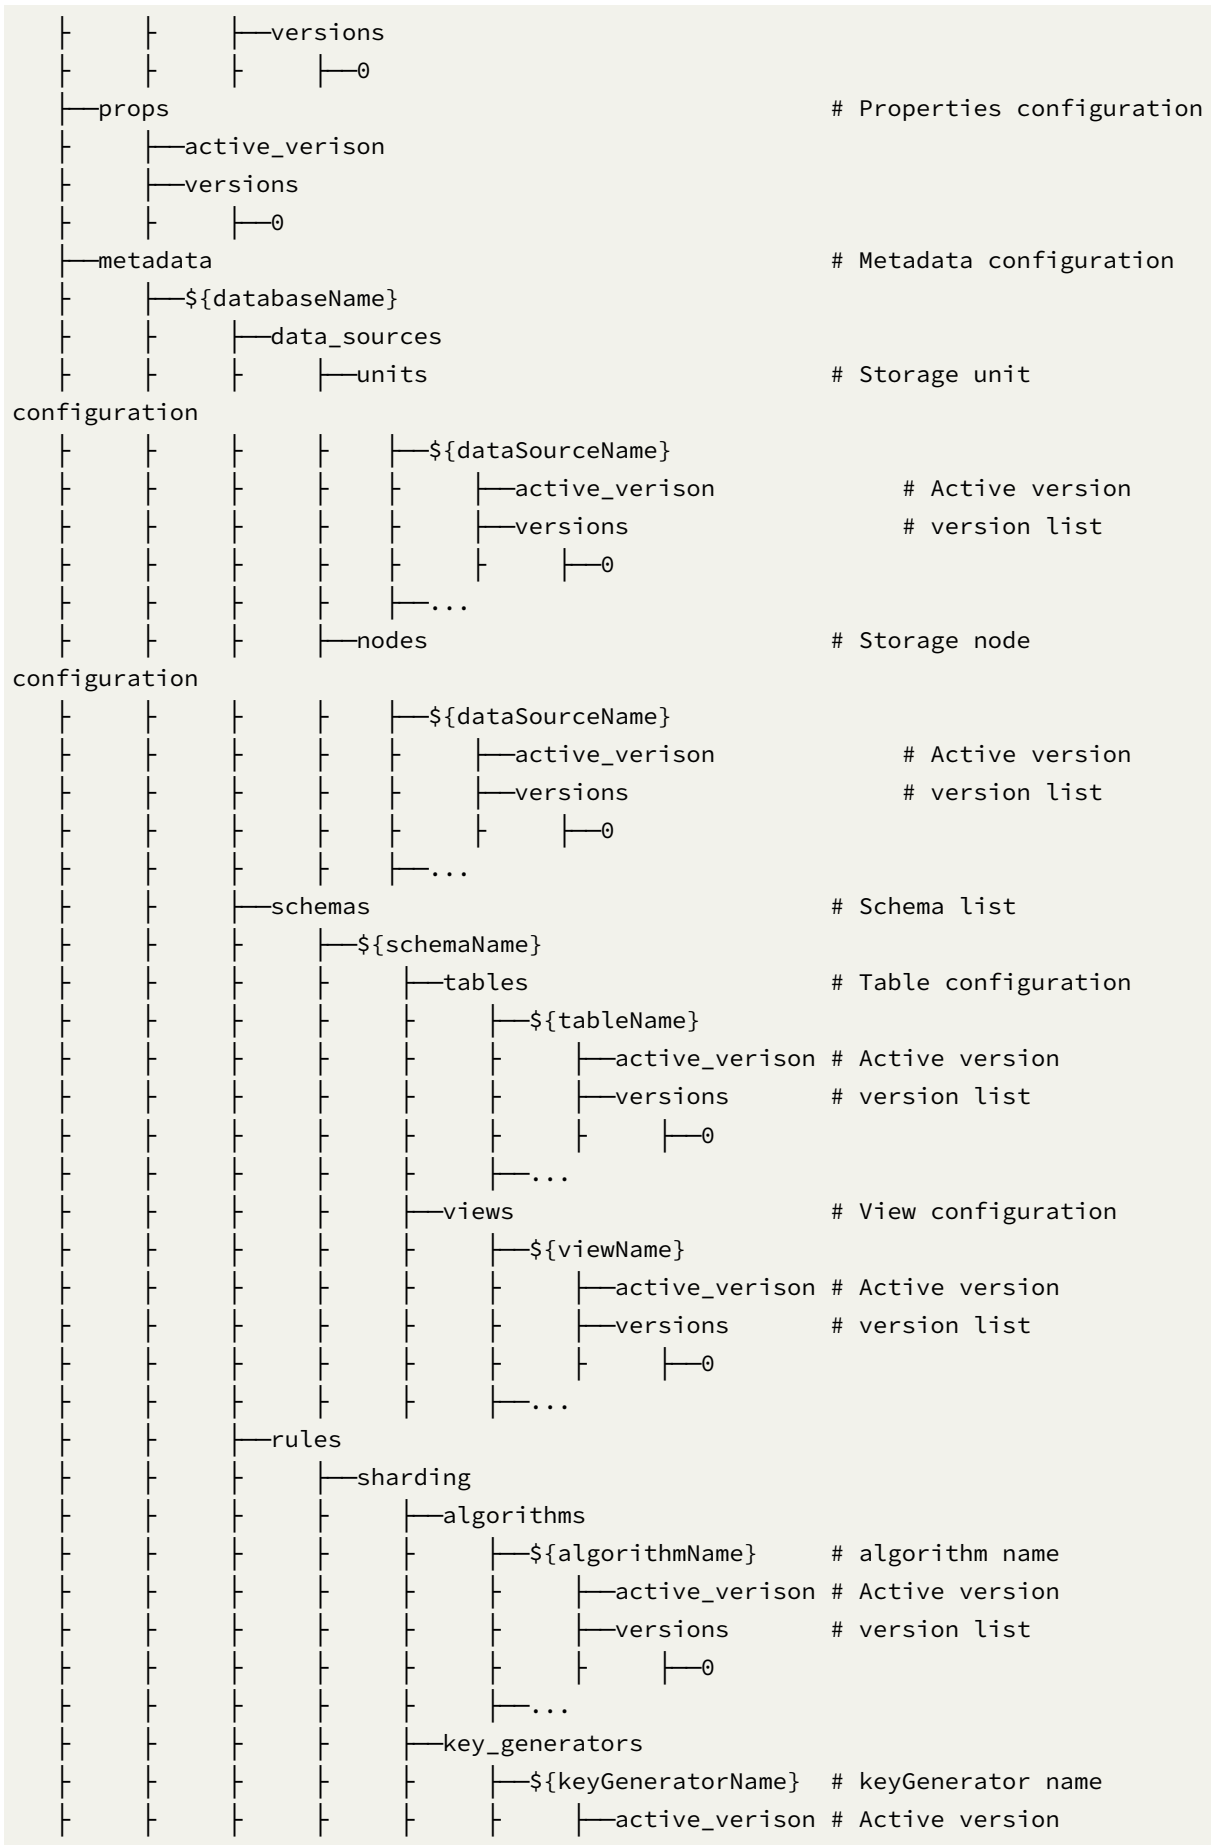 ├      ├      ├──versions
├      ├      ├      ├──0
├──props                                              # Properties configuration
├      ├──active_verison
├      ├──versions
├      ├      ├──0
├──metadata                                           # Metadata configuration
├      ├──${databaseName}
├      ├      ├──data_sources
├      ├      ├      ├──units                            # Storage unit
configuration
├      ├      ├      ├      ├──${dataSourceName}
├      ├      ├      ├      ├      ├──active_verison             # Active version
├      ├      ├      ├      ├      ├──versions                   # version list
├      ├      ├      ├      ├      ├      ├──0
├      ├      ├      ├      ├──...
├      ├      ├      ├──nodes                            # Storage node
configuration
├      ├      ├      ├      ├──${dataSourceName}
├      ├      ├      ├      ├      ├──active_verison             # Active version
├      ├      ├      ├      ├      ├──versions                   # version list
├      ├      ├      ├      ├      ├      ├──0
├      ├      ├      ├      ├──...
├      ├      ├──schemas                                 # Schema list
├      ├      ├      ├──${schemaName}
├      ├      ├      ├      ├──tables                     # Table configuration
├      ├      ├      ├      ├      ├──${tableName}
├      ├      ├      ├      ├      ├      ├──active_verison # Active version
├      ├      ├      ├      ├      ├      ├──versions       # version list
├      ├      ├      ├      ├      ├      ├      ├──0
├      ├      ├      ├      ├      ├──...
├      ├      ├      ├      ├──views                      # View configuration
├      ├      ├      ├      ├      ├──${viewName}
├      ├      ├      ├      ├      ├      ├──active_verison # Active version
├      ├      ├      ├      ├      ├      ├──versions       # version list
├      ├      ├      ├      ├      ├      ├      ├──0
├      ├      ├      ├      ├      ├──...
├      ├      ├──rules
├      ├      ├      ├──sharding
├      ├      ├      ├      ├──algorithms
├      ├      ├      ├      ├      ├──${algorithmName}     # algorithm name
├      ├      ├      ├      ├      ├      ├──active_verison # Active version
├      ├      ├      ├      ├      ├      ├──versions       # version list
├      ├      ├      ├      ├      ├      ├      ├──0
├      ├      ├      ├      ├      ├──...
├      ├      ├      ├      ├──key_generators
├      ├      ├      ├      ├      ├──${keyGeneratorName}  # keyGenerator name
├      ├      ├      ├      ├      ├      ├──active_verison # Active version